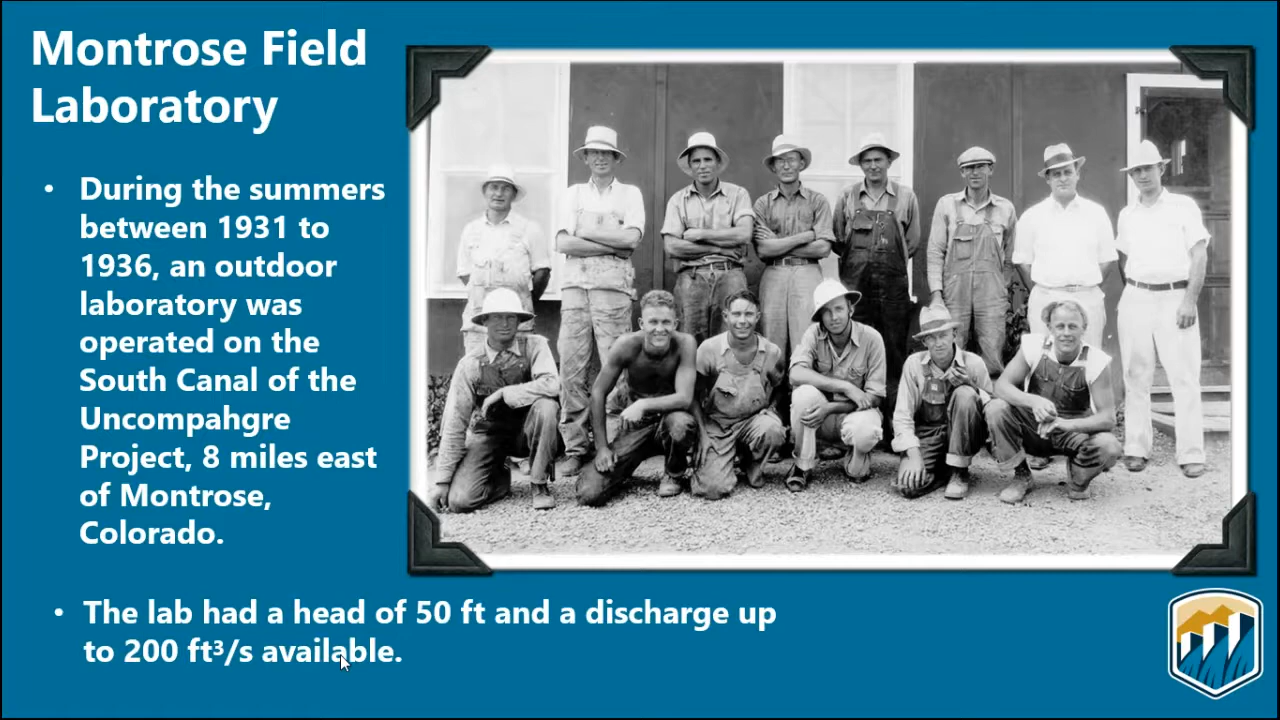 Montrose Field
Laboratory
• During the summers
between 1931 to
1936, an outdoor
laboratory was
operated on the
South Canal of the
Uncompahgre
Project, 8 miles east
of Montrose,
Colorado.
• The lab had a head of 50 ft and a discharge up
to 200 ft³/s available.